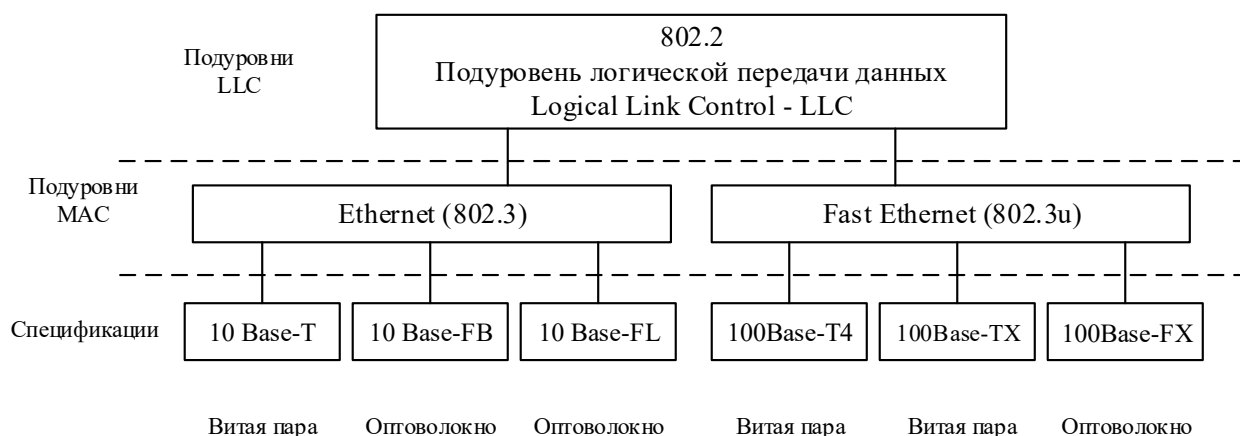 802.2
Подуровень логической передачи данных
Logical Link Control - LLC
Подуровни
LLC
Подуровни
MAC
Ethernet (802.3)
Fast Ethernet (802.3u)
Спецификации
10 Base-T
10 Base-FB
10 Base-FL
100Base-T4
100Base-TX
100Base-FX
Витая пара
Оптоволокно
Оптоволокно
Витая пара
Витая пара
Оптоволокно